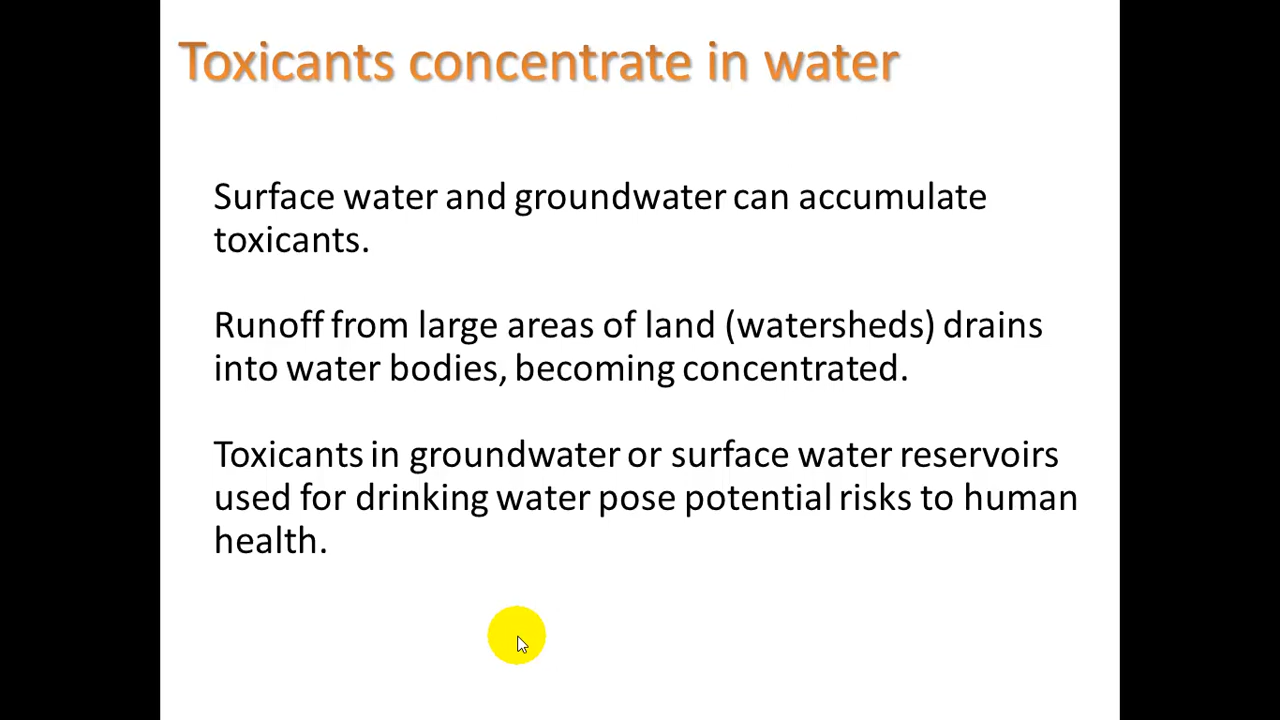 Toxicants concentrate in water
Surface water and groundwater can accumulate
toxicants.
Runoff from large areas of land (watersheds) drains
into water bodies, becoming concentrated.
Toxicants in groundwater or surface water reservoirs
used for drinking water pose potential risks to human
health.